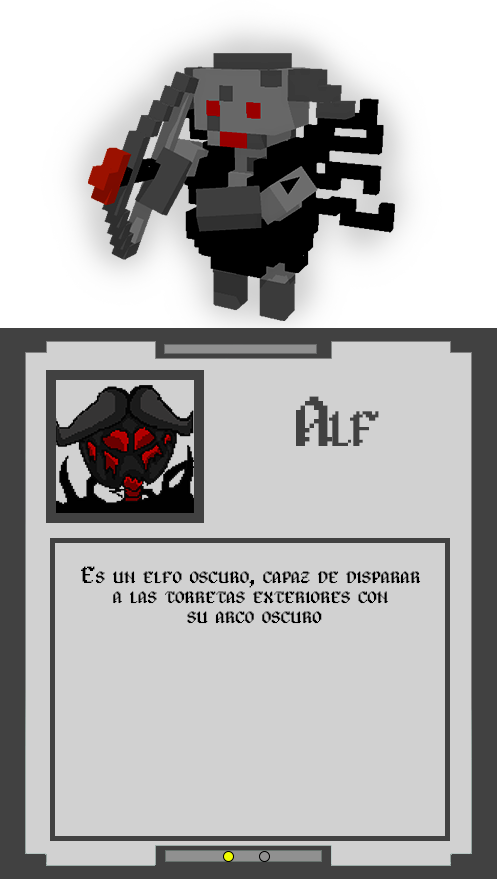 Alf
Es un elfo oscuro, capaz de disparar
a las torretas exteriores con
su arco oscuro